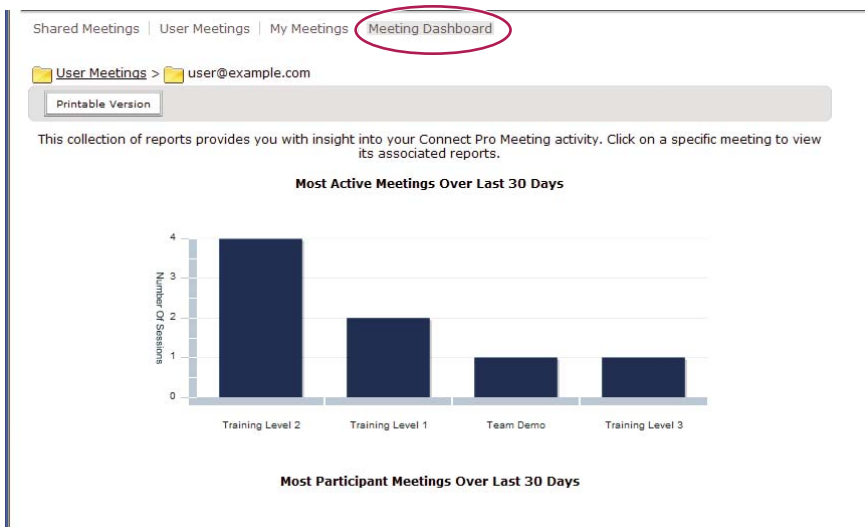 Shared Meetings | User Meetings | My Meetings | Meeting Dashboard
User Meetings > user@example.com
Printable Version
This collection of reports provides you with insight into your Connect Pro Meeting activity. Click on a specific meeting to view
its associated reports.
Most Active Meetings Over Last 30 Days
4
3
2
1
0
Number Of Sessions
Training Level 2
Training Level 1
Team Demo
Training Level 3
Most Participant Meetings Over Last 30 Days